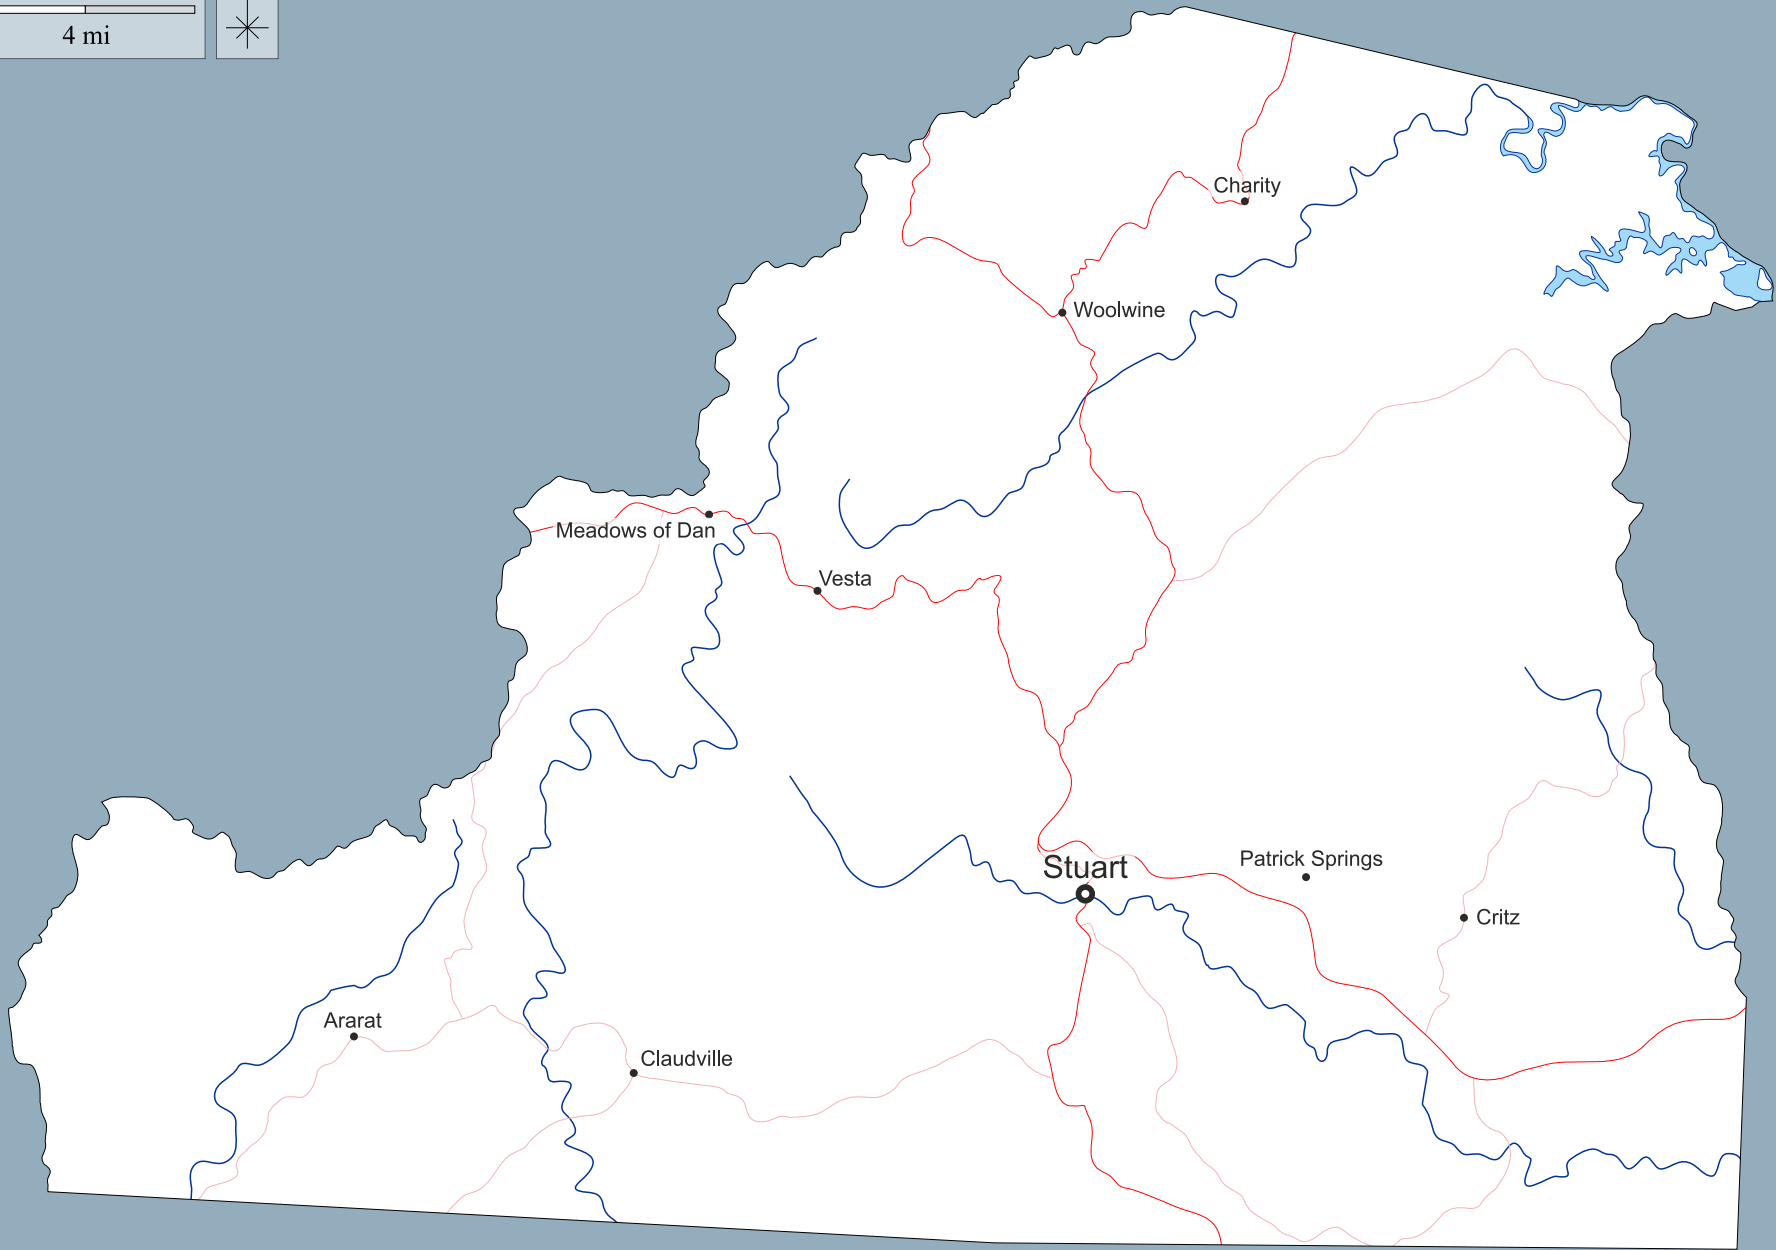 4 mi
Charity
Woolwine
Meadows of Dan
Vesta
Stuart
Patrick Springs
Critz
Ararat
Claudville